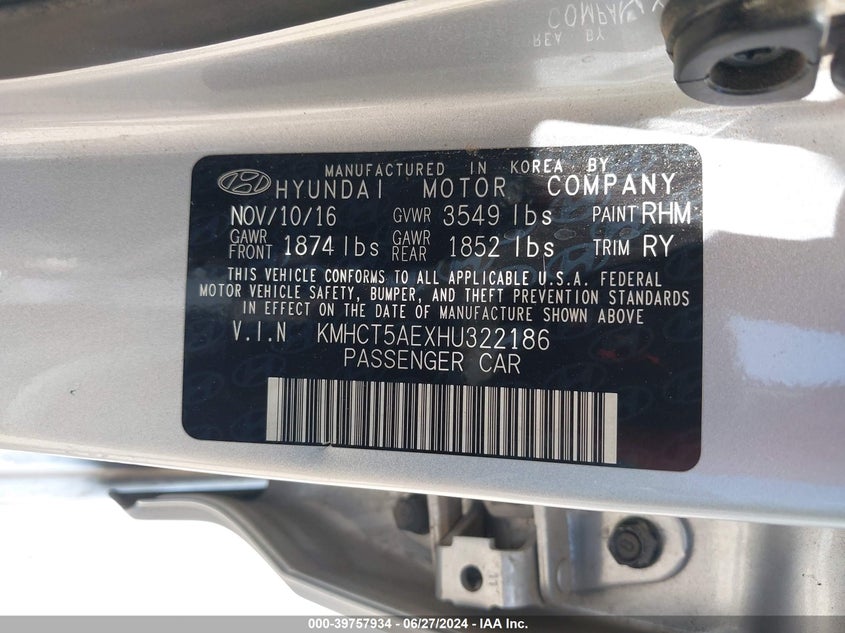 COMPANY
REA BY
MANUFACTURED IN KOREA BY
HYUNDAI MOTOR COMPANY
NOV/10/16 GVWR 3549 lbs PAINT RHM
GAWR FRONT 1874 lbs GAWR REAR 1852 lbs TRIM RY
THIS VEHICLE CONFORMS TO ALL APPLICABLE U.S.A. FEDERAL
MOTOR VEHICLE SAFETY, BUMPER, AND THEFT PREVENTION STANDARDS
IN EFFECT ON THE DATE OF MANUFACTURE SHOWN ABOVE
V.I.N KMHCT5AEXHU322186
PASSENGER CAR
000-39757934 - 06/27/2024 - IAA Inc.